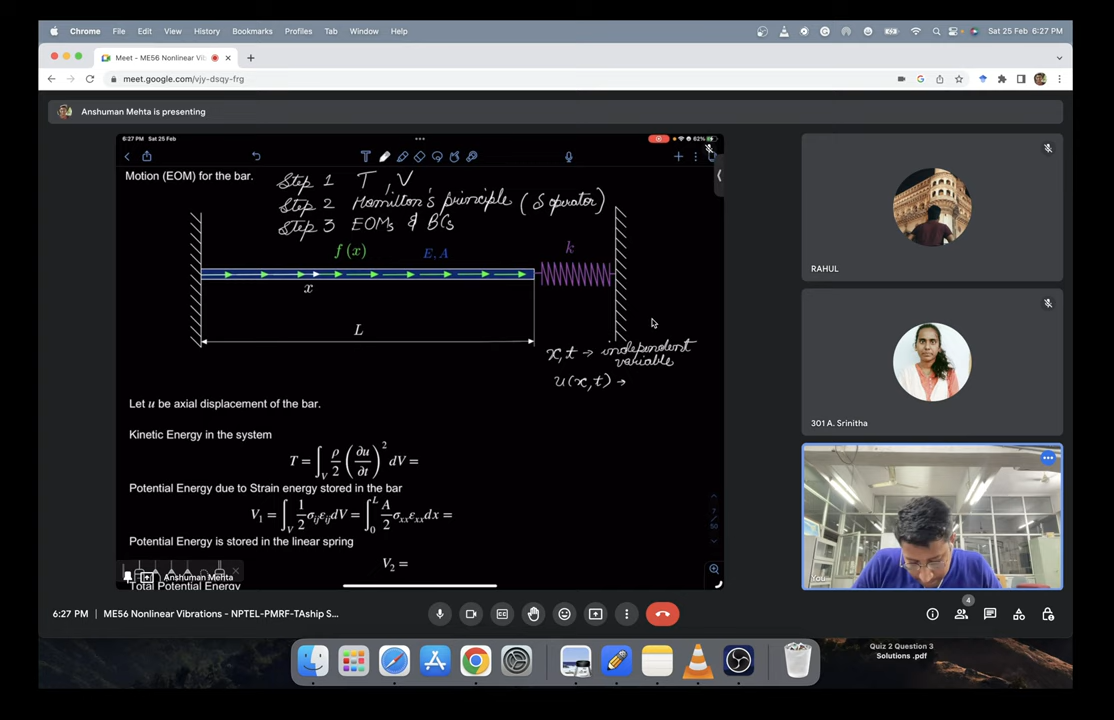 Chrome File Edit View History Bookmarks Profiles Tab Window Help Sat 25 Feb 6:27 PM
Meet - ME56 Nonlinear Vib
meet.google.com/vjy-dsqy-frg
Anshuman Mehta is presenting
6:27 PM Sat 25 Feb 62%
Motion (EOM) for the bar.
Step 1 T, V
Step 2 Hamilton's principle (δ operator)
Step 3 EOMs & BCs
f(x) E, A k
x
L
x, t → independent
variable
u(x,t) →
Let u be axial displacement of the bar.
Kinetic Energy in the system
T = ∫_V ρ/2 (∂u/∂t)² dV =
Potential Energy due to Strain energy stored in the bar
V₁ = ∫_V 1/2 σ_ij ε_ij dV = ∫_0^L A/2 σ_xx ε_xx dx =
Potential Energy is stored in the linear spring
V₂ =
Total Potential Energy
Anshuman Mehta
7 / 50
RAHUL
301 A. Srinitha
You
6:27 PM | ME56 Nonlinear Vibrations - NPTEL-PMRF-TAship S...
4
Quiz 2 Question 3
Solutions .pdf